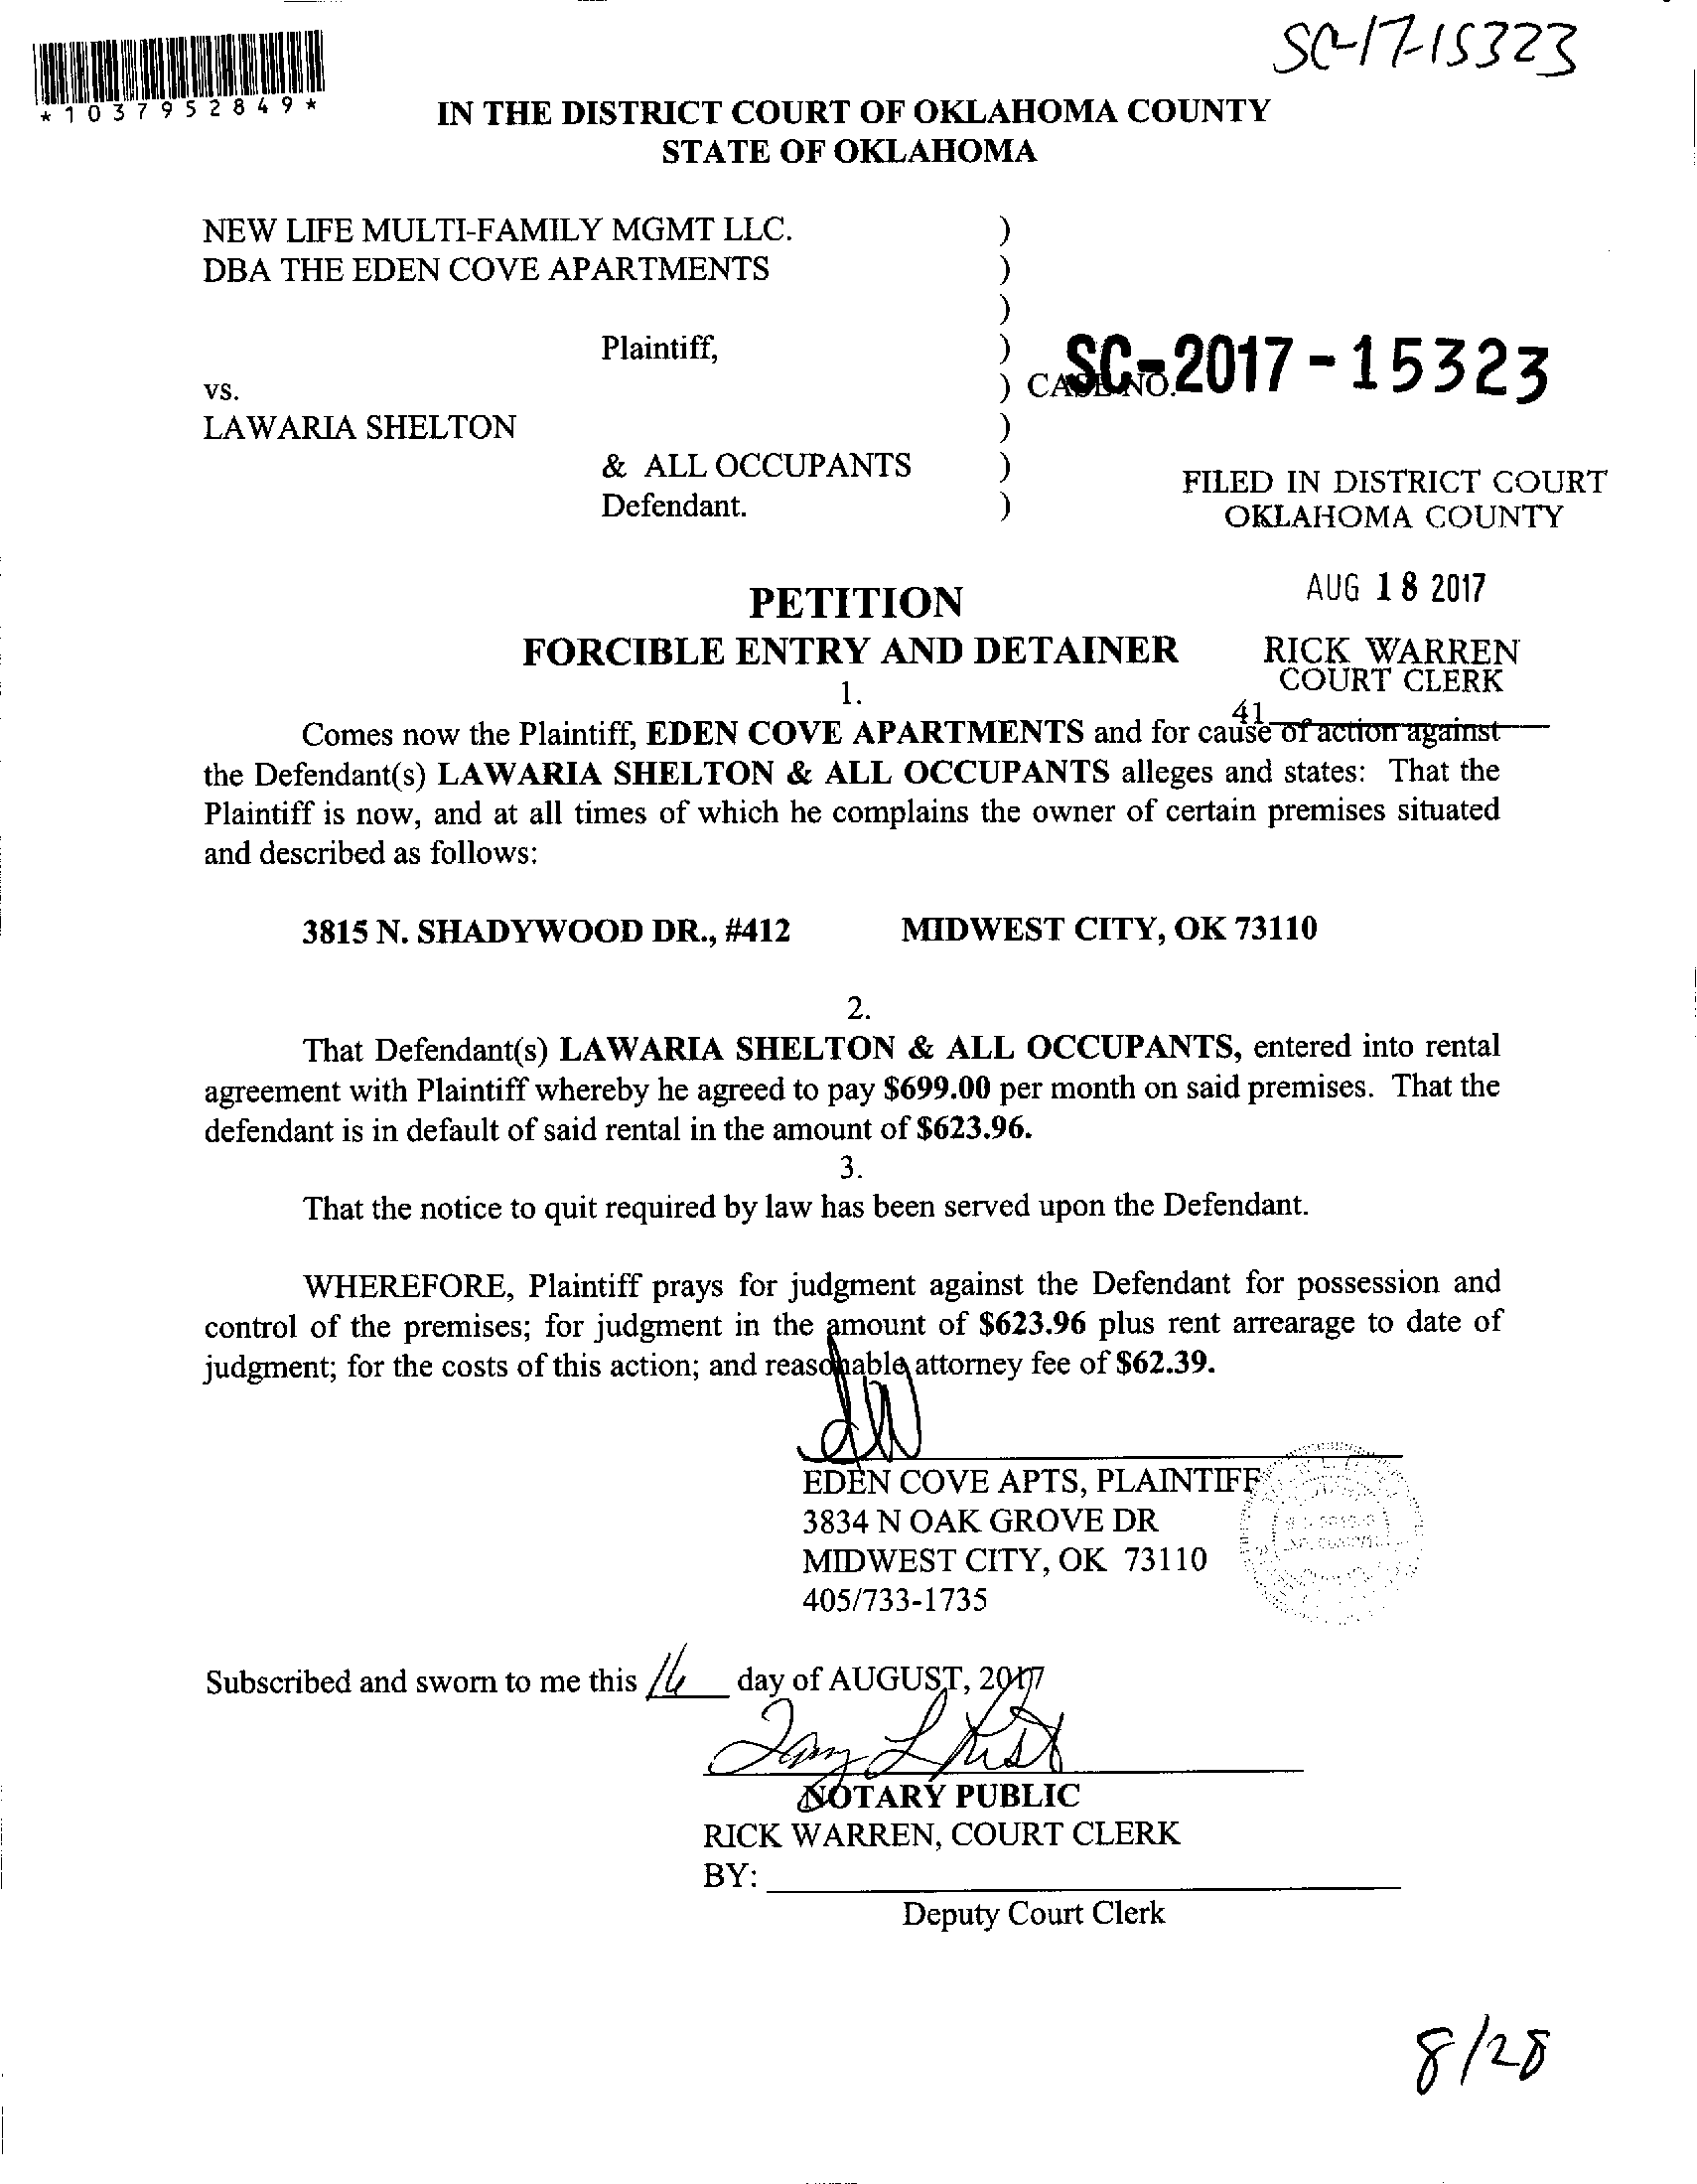 SC-17-15323
*1037952849*
IN THE DISTRICT COURT OF OKLAHOMA COUNTY
STATE OF OKLAHOMA
NEW LIFE MULTI-FAMILY MGMT LLC. )
DBA THE EDEN COVE APARTMENTS )
)
Plaintiff, )
vs. ) CASE NO. SC-2017-15323
LAWARIA SHELTON )
& ALL OCCUPANTS )
Defendant. )
FILED IN DISTRICT COURT
OKLAHOMA COUNTY
AUG 18 2017
RICK WARREN
COURT CLERK
41
PETITION
FORCIBLE ENTRY AND DETAINER
1.
Comes now the Plaintiff, EDEN COVE APARTMENTS and for cause of action against
the Defendant(s) LAWARIA SHELTON & ALL OCCUPANTS alleges and states: That the
Plaintiff is now, and at all times of which he complains the owner of certain premises situated
and described as follows:
3815 N. SHADYWOOD DR., #412 MIDWEST CITY, OK 73110
2.
That Defendant(s) LAWARIA SHELTON & ALL OCCUPANTS, entered into rental
agreement with Plaintiff whereby he agreed to pay $699.00 per month on said premises. That the
defendant is in default of said rental in the amount of $623.96.
3.
That the notice to quit required by law has been served upon the Defendant.
WHEREFORE, Plaintiff prays for judgment against the Defendant for possession and
control of the premises; for judgment in the amount of $623.96 plus rent arrearage to date of
judgment; for the costs of this action; and reasonable attorney fee of $62.39.
EDEN COVE APTS, PLAINTIFF
3834 N OAK GROVE DR
MIDWEST CITY, OK 73110
405/733-1735
Subscribed and sworn to me this 16 day of AUGUST, 2017
NOTARY PUBLIC
RICK WARREN, COURT CLERK
BY:
Deputy Court Clerk
8/28